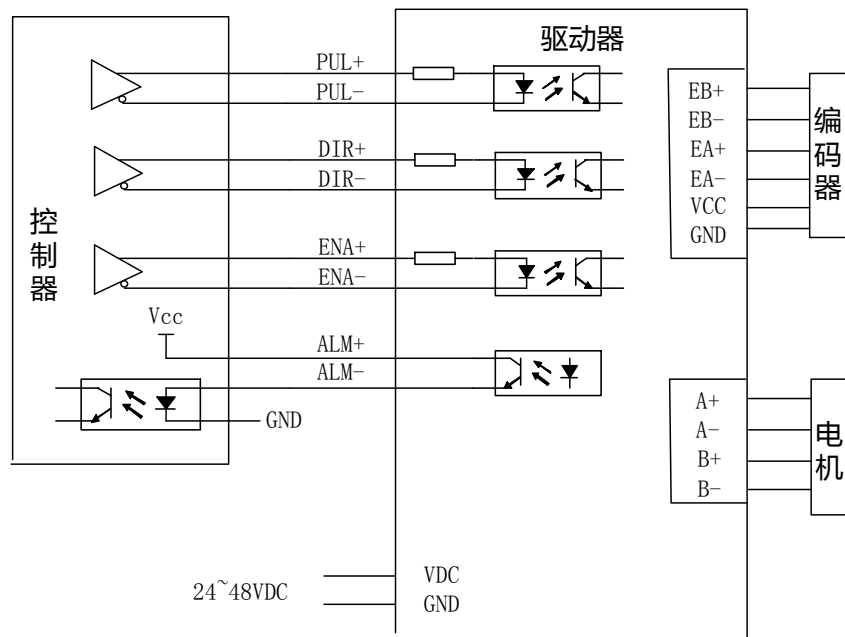 驱动器
PUL+
PUL-
DIR+
DIR-
ENA+
ENA-
ALM+
ALM-
控制器
Vcc
GND
EB+
EB-
EA+
EA-
VCC
GND
编码器
A+
A-
B+
B-
电机
24~48VDC
VDC
GND